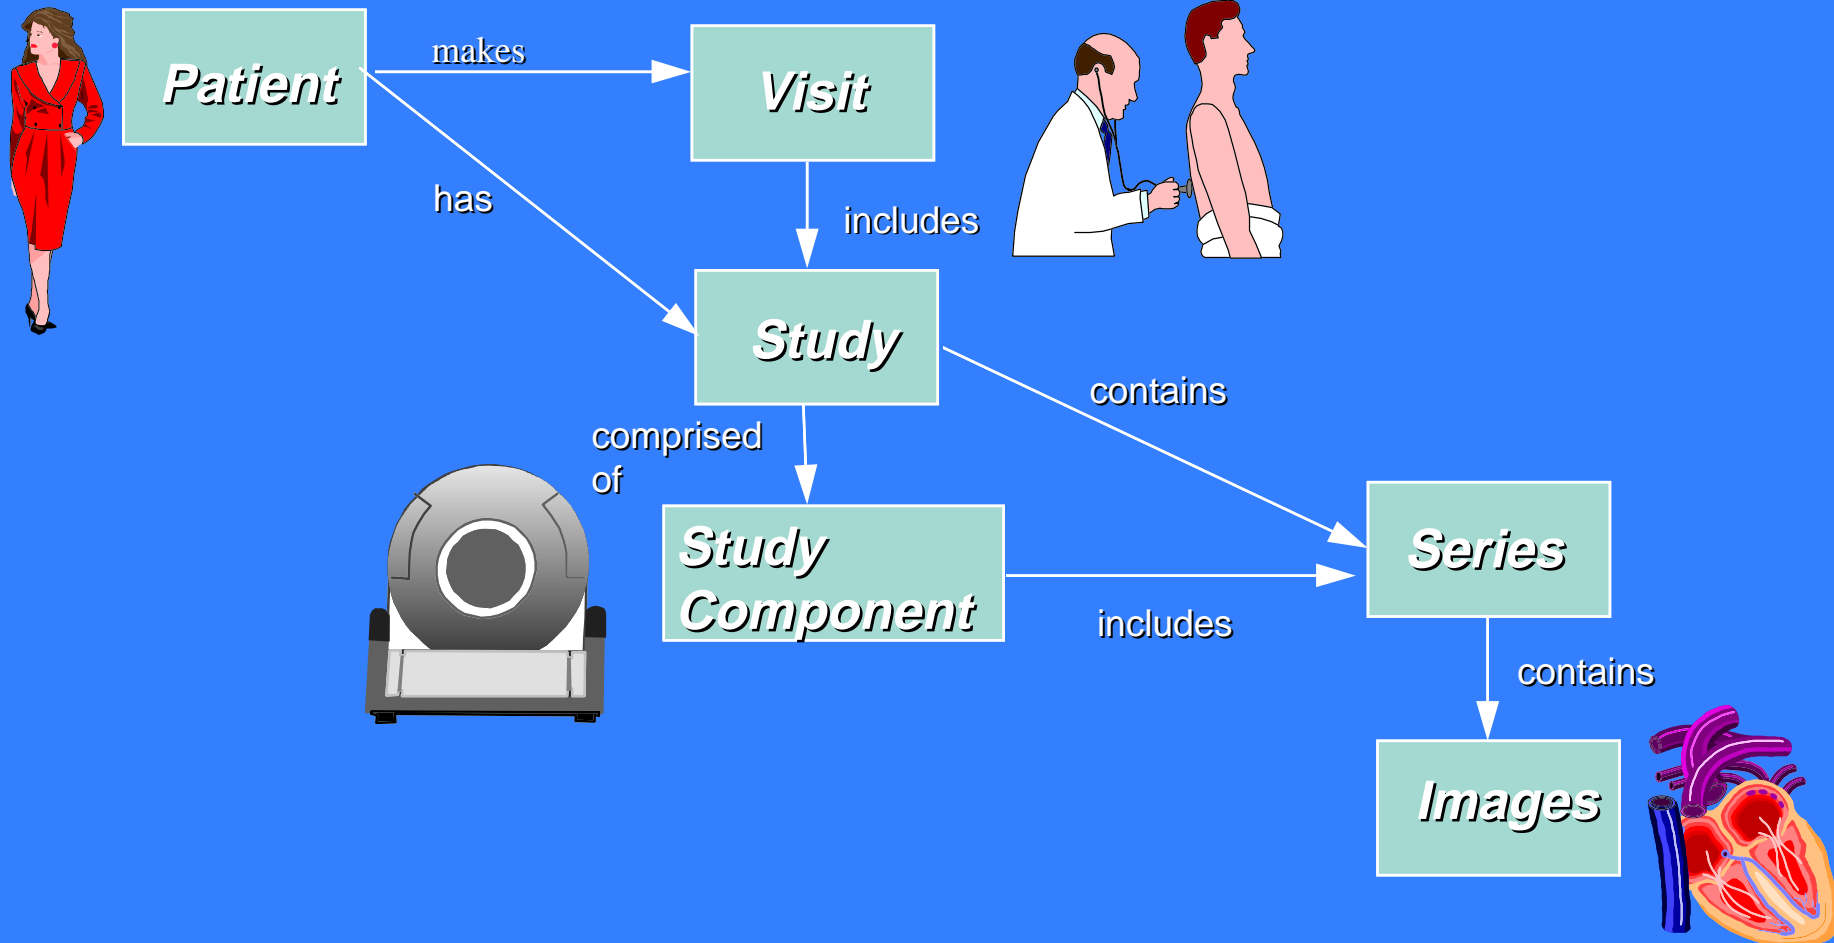 Patient
makes
Visit
has
includes
Study
contains
comprised
of
Study
Component
Series
includes
contains
Images